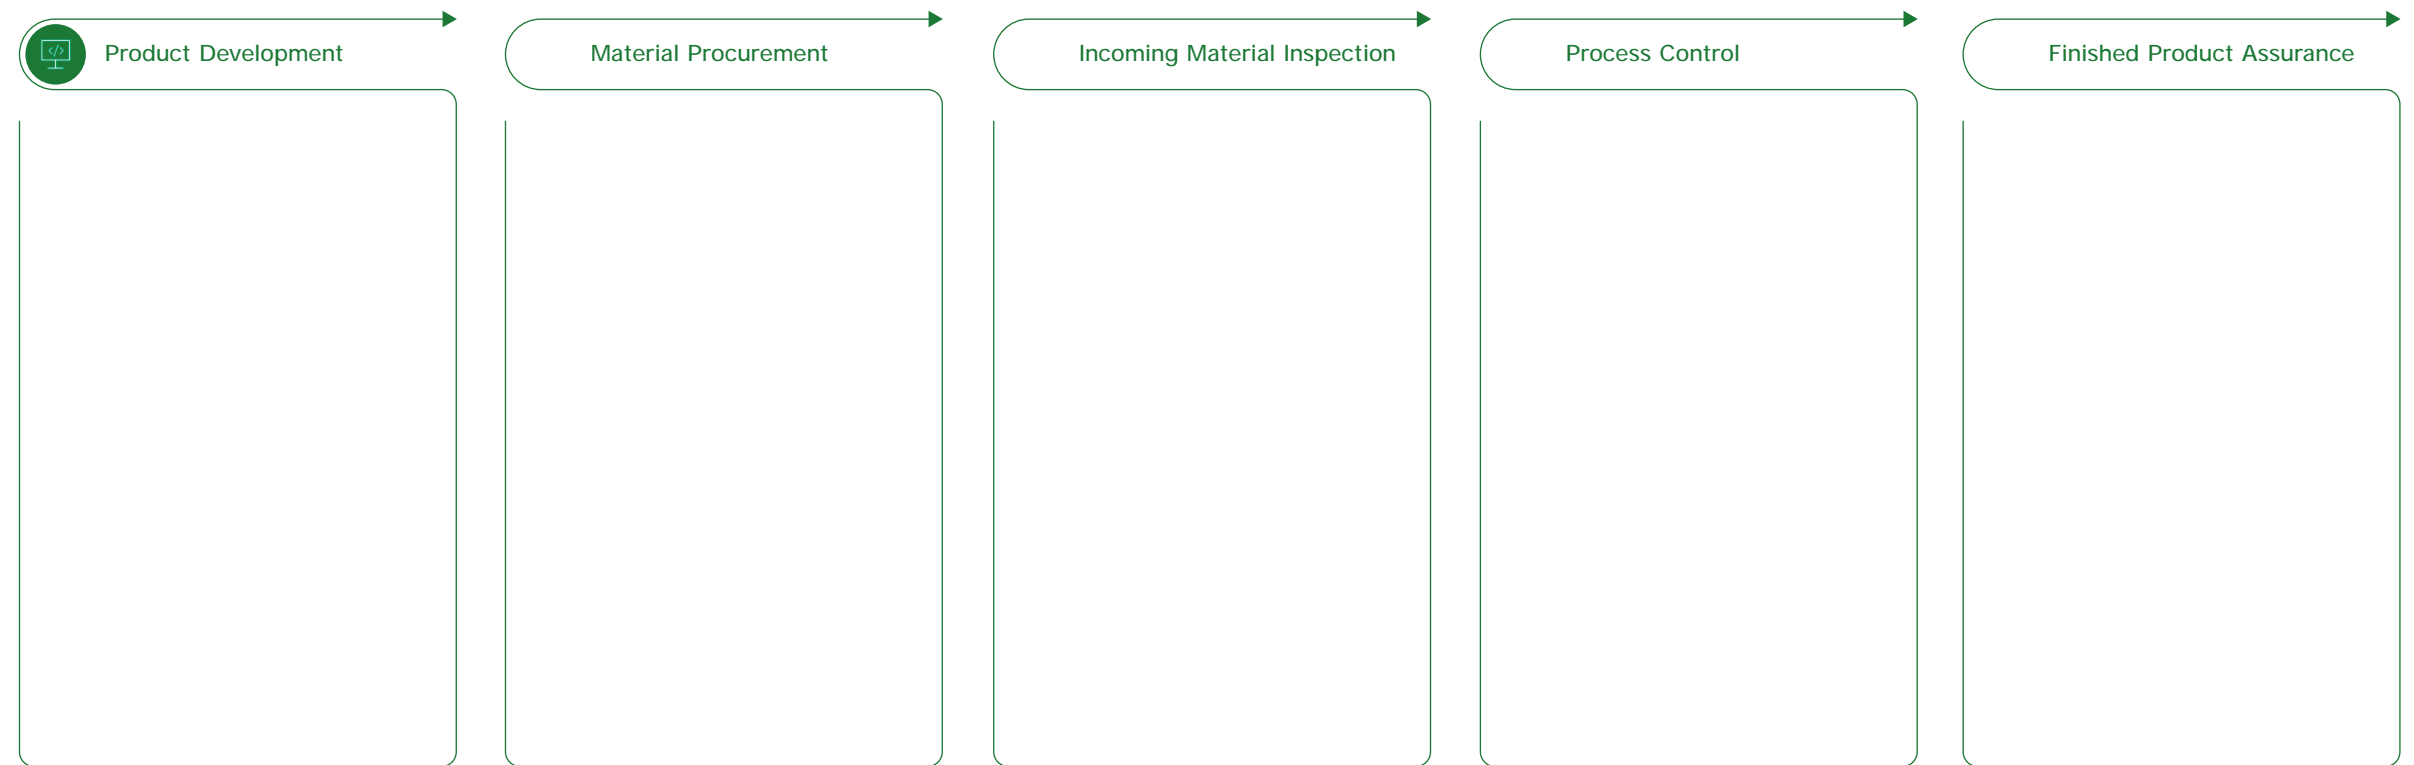 Product Development
Material Procurement
Incoming Material Inspection
Process Control
Finished Product Assurance